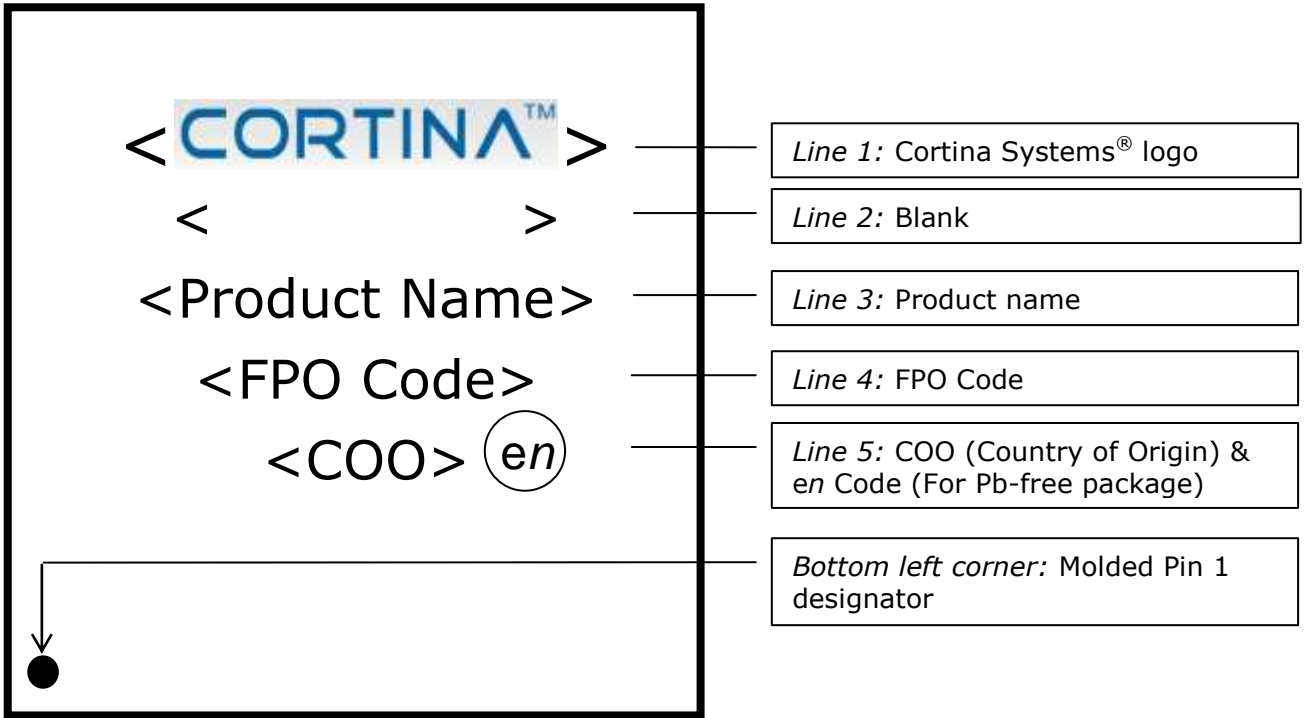 <CORTINA™>
Line 1: Cortina Systems® logo
< >
Line 2: Blank
<Product Name>
Line 3: Product name
<FPO Code>
Line 4: FPO Code
<COO> en
Line 5: COO (Country of Origin) &
en Code (For Pb-free package)
Bottom left corner: Molded Pin 1
designator